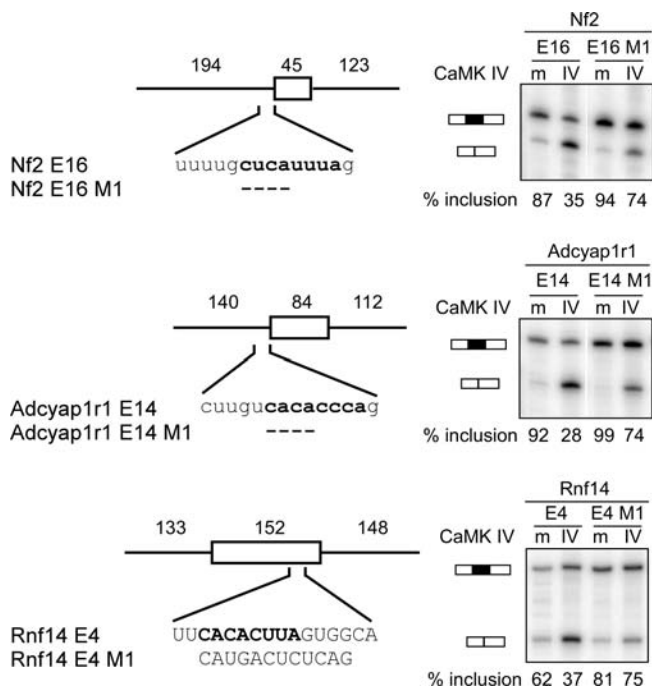 Nf2
194 45 123
E16 E16 M1
CaMK IV m IV m IV
Nf2 E16 uuuugcucauuuag
Nf2 E16 M1 ----
% inclusion 87 35 94 74
Adcyap1r1
140 84 112
E14 E14 M1
CaMK IV m IV m IV
Adcyap1r1 E14 cuugucacacccag
Adcyap1r1 E14 M1 ----
% inclusion 92 28 99 74
Rnf14
133 152 148
E4 E4 M1
CaMK IV m IV m IV
Rnf14 E4 UUCACACUUAGUGGCA
Rnf14 E4 M1 CAUGACUCUCAG
% inclusion 62 37 81 75